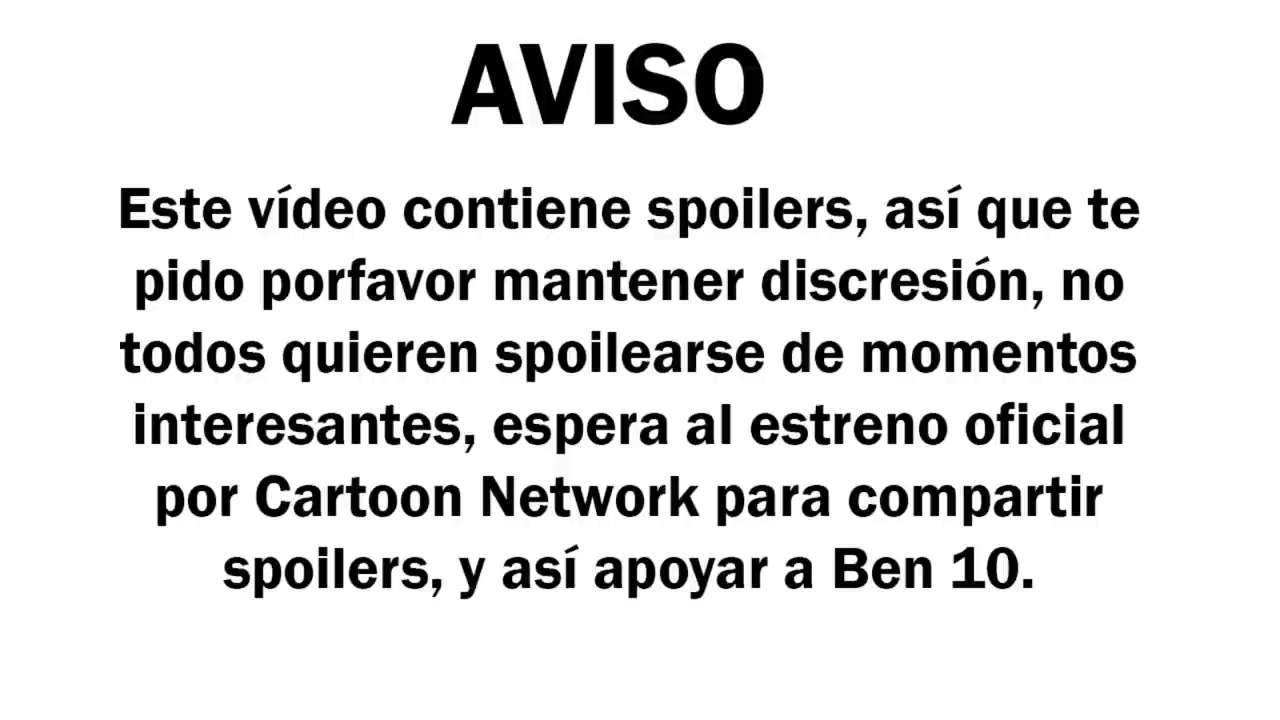 AVISO
Este vídeo contiene spoilers, así que te
pido porfavor mantener discresión, no
todos quieren spoilearse de momentos
interesantes, espera al estreno oficial
por Cartoon Network para compartir
spoilers, y así apoyar a Ben 10.